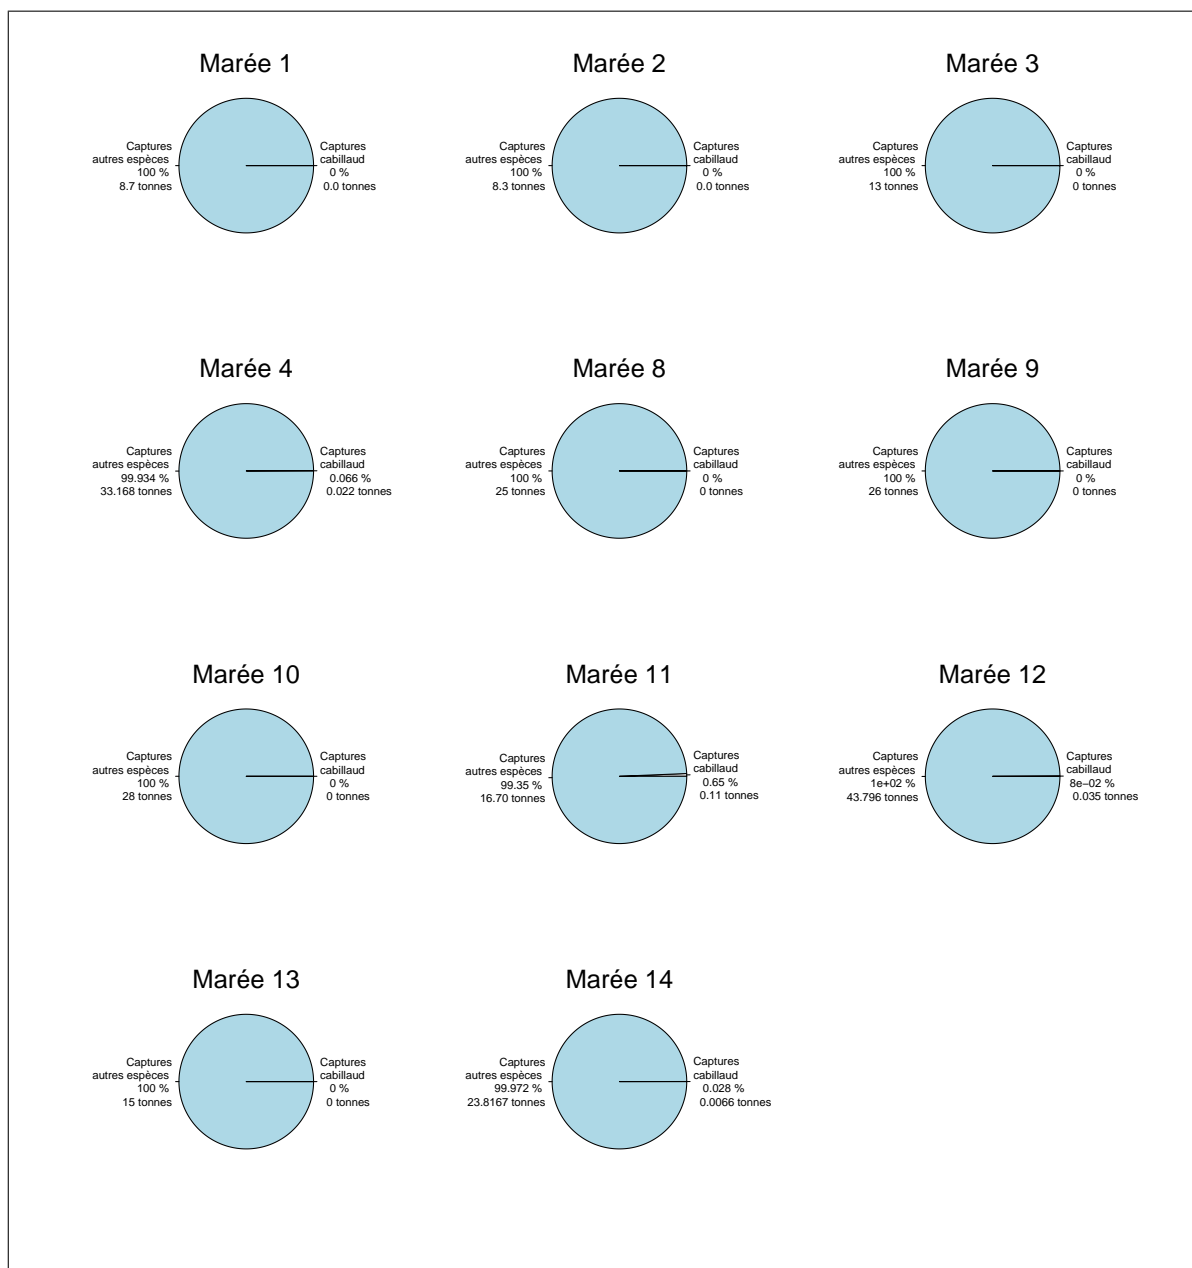 Marée 1
Captures
autres espèces
100 %
8.7 tonnes
Captures
cabillaud
0 %
0.0 tonnes
Marée 2
Captures
autres espèces
100 %
8.3 tonnes
Captures
cabillaud
0 %
0.0 tonnes
Marée 3
Captures
autres espèces
100 %
13 tonnes
Captures
cabillaud
0 %
0 tonnes
Marée 4
Captures
autres espèces
99.934 %
33.168 tonnes
Captures
cabillaud
0.066 %
0.022 tonnes
Marée 8
Captures
autres espèces
100 %
25 tonnes
Captures
cabillaud
0 %
0 tonnes
Marée 9
Captures
autres espèces
100 %
26 tonnes
Captures
cabillaud
0 %
0 tonnes
Marée 10
Captures
autres espèces
100 %
28 tonnes
Captures
cabillaud
0 %
0 tonnes
Marée 11
Captures
autres espèces
99.35 %
16.70 tonnes
Captures
cabillaud
0.65 %
0.11 tonnes
Marée 12
Captures
autres espèces
1e+02 %
43.796 tonnes
Captures
cabillaud
8e−02 %
0.035 tonnes
Marée 13
Captures
autres espèces
100 %
15 tonnes
Captures
cabillaud
0 %
0 tonnes
Marée 14
Captures
autres espèces
99.972 %
23.8167 tonnes
Captures
cabillaud
0.028 %
0.0066 tonnes